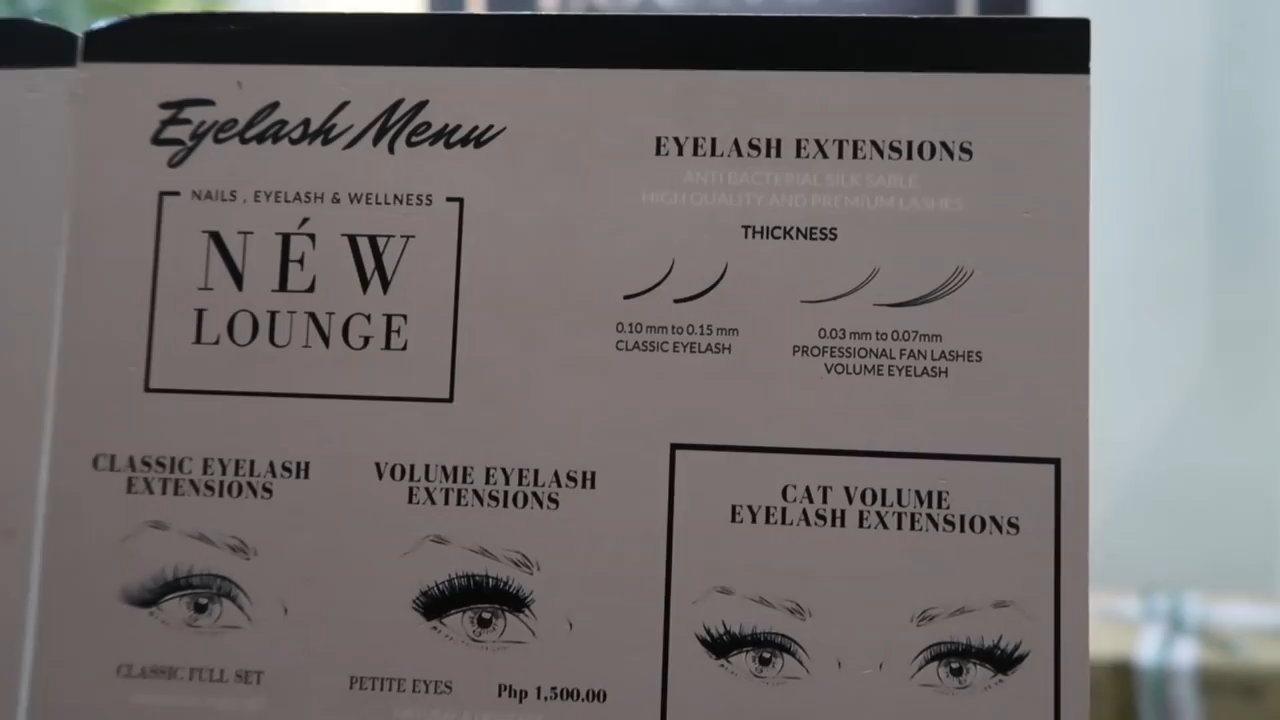 Eyelash Menu
NAILS , EYELASH & WELLNESS
NÉW
LOUNGE
EYELASH EXTENSIONS
ANTI BACTERIAL SILK SABLE
HIGH QUALITY AND PREMIUM LASHES
THICKNESS
0.10 mm to 0.15 mm
CLASSIC EYELASH
0.03 mm to 0.07mm
PROFESSIONAL FAN LASHES
VOLUME EYELASH
CLASSIC EYELASH
EXTENSIONS
CLASSIC FULL SET
VOLUME EYELASH
EXTENSIONS
PETITE EYES Php 1,500.00
CAT VOLUME
EYELASH EXTENSIONS